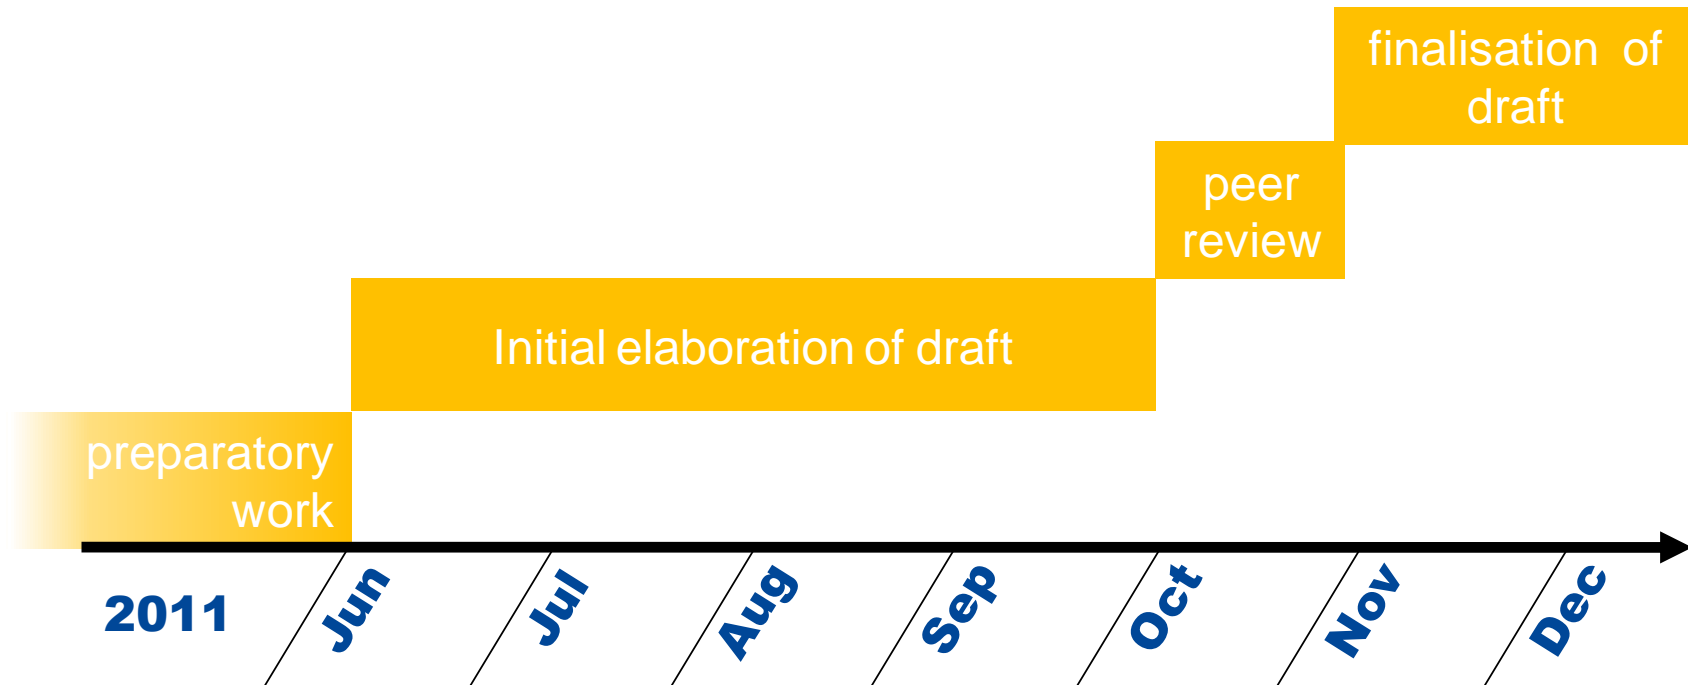 finalisation of
draft
peer
review
Initial elaboration of draft
preparatory
work
2011
Jun
Jul
Aug
Sep
Oct
Nov
Dec